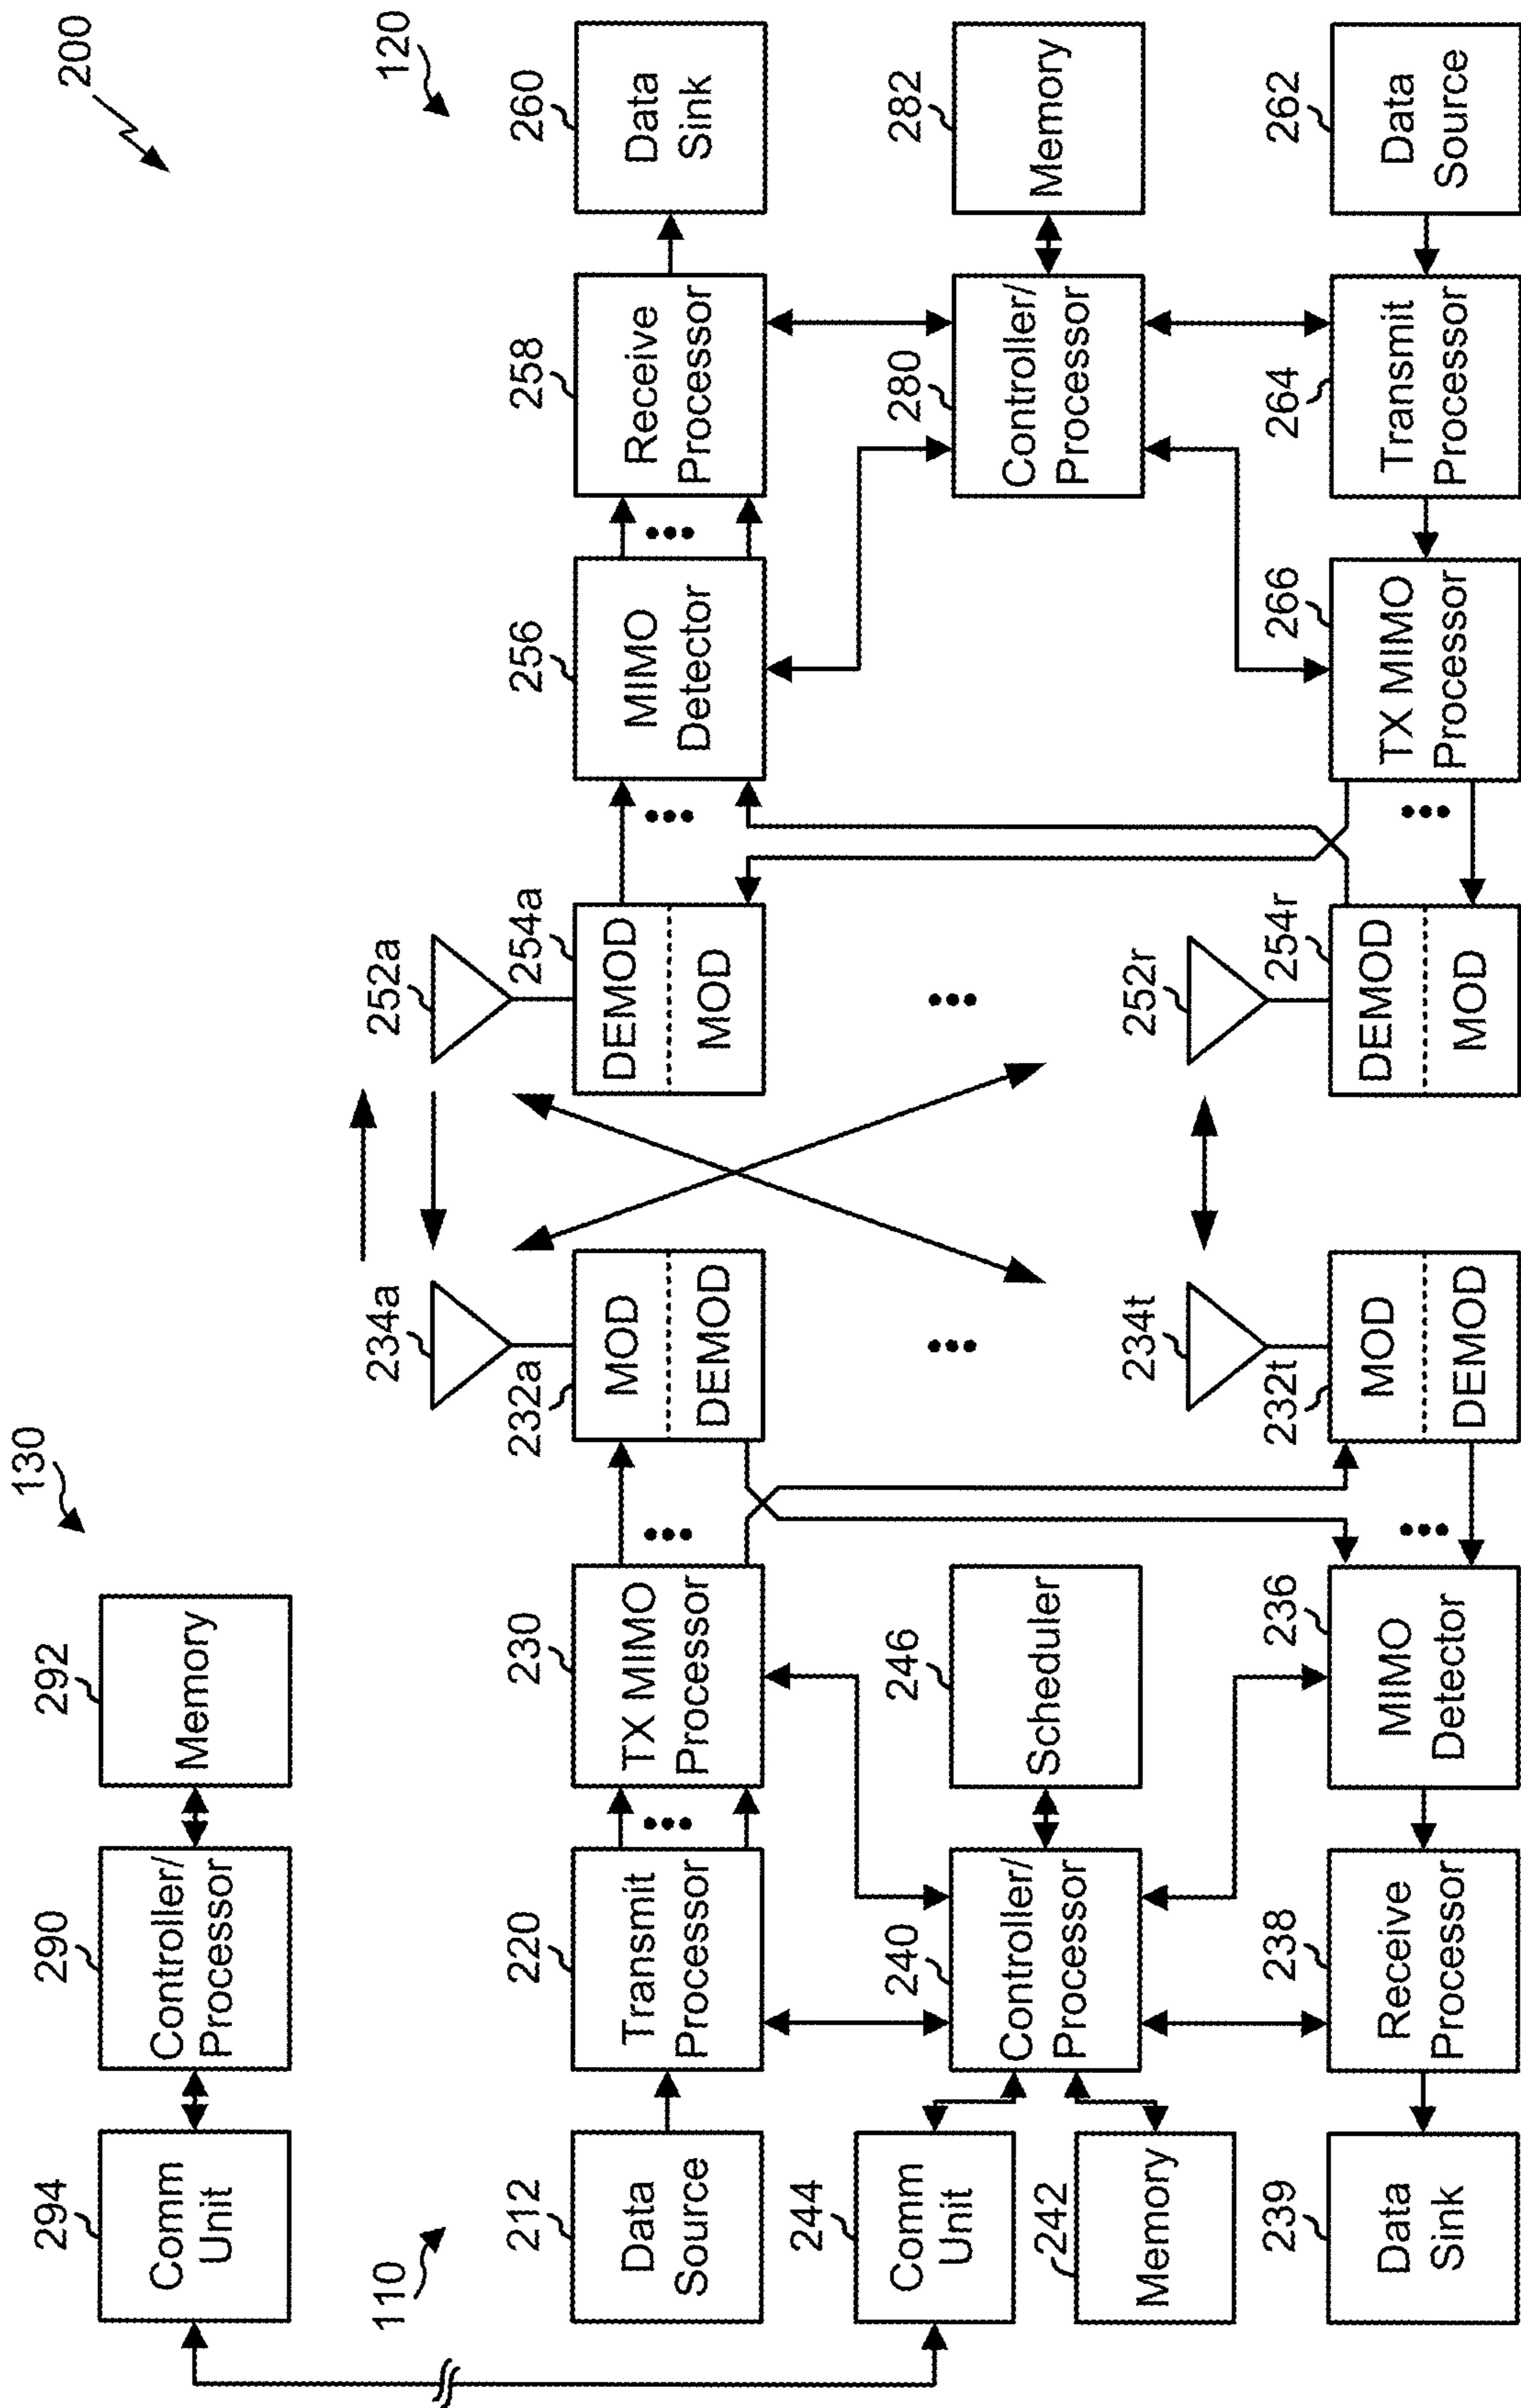 200
130
294
Comm
Unit
290
Controller/
Processor
292
Memory
110
120
212
Data
Source
220
Transmit
Processor
230
TX MIMO
Processor
232a
MOD
DEMOD
234a
252a
254a
DEMOD
MOD
256
MIMO
Detector
258
Receive
Processor
260
Data
Sink
244
Comm
Unit
242
Memory
240
Controller/
Processor
246
Scheduler
280
Controller/
Processor
282
Memory
239
Data
Sink
238
Receive
Processor
236
MIMO
Detector
232t
MOD
DEMOD
234t
252r
254r
DEMOD
MOD
266
TX MIMO
Processor
264
Transmit
Processor
262
Data
Source